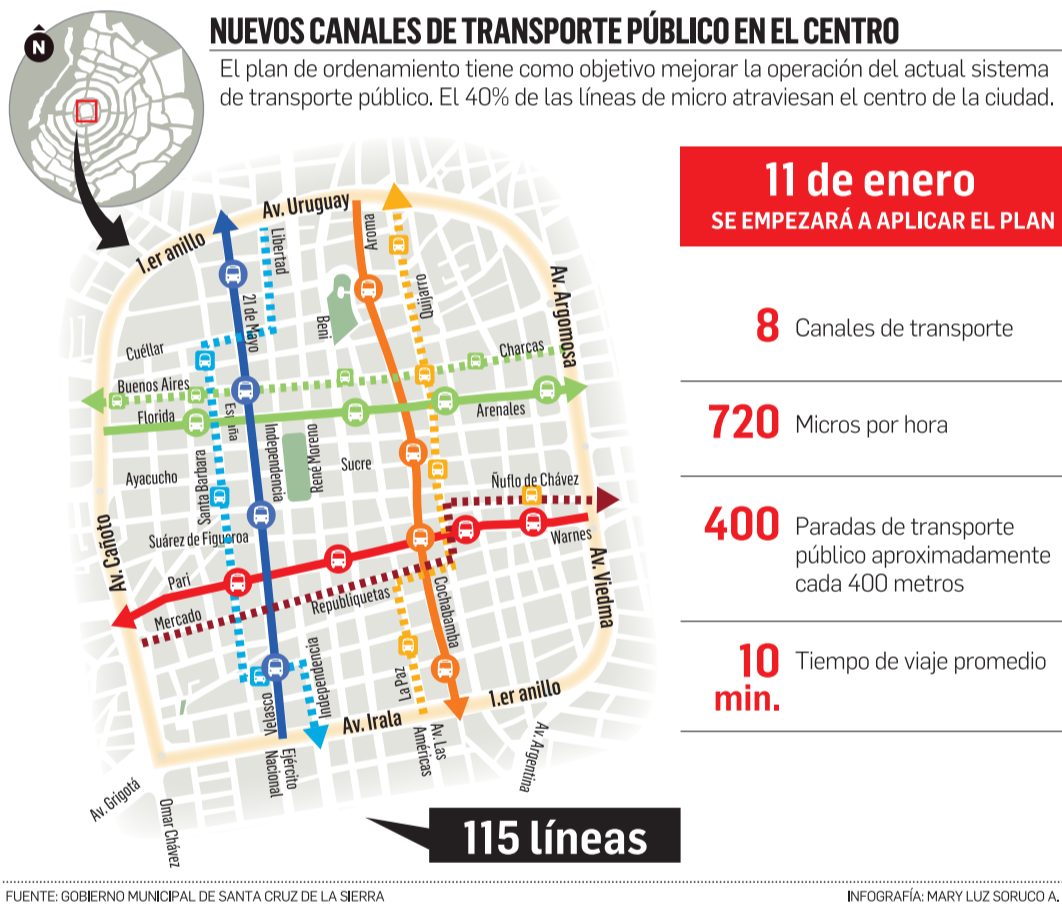 N
NUEVOS CANALES DE TRANSPORTE PÚBLICO EN EL CENTRO
El plan de ordenamiento tiene como objetivo mejorar la operación del actual sistema
de transporte público. El 40% de las líneas de micro atraviesan el centro de la ciudad.
11 de enero
SE EMPEZARÁ A APLICAR EL PLAN
8 Canales de transporte
720 Micros por hora
400 Paradas de transporte
público aproximadamente
cada 400 metros
10
min.
Tiempo de viaje promedio
Av. Uruguay
1.er anillo
Libertad
Aroma
21 de Mayo
Beni
Quijarro
Av. Argomosa
Cuéllar
Charcas
Buenos Aires
Florida
España
Arenales
Independencia
René Moreno
Sucre
Ayacucho
Santa Barbara
Ñuflo de Chávez
Suárez de Figueroa
Warnes
Av. Cañoto
Av. Viedma
Pari
Mercado
Republiquetas
Cochabamba
Independencia
La Paz
Velasco
1.er anillo
Av. Irala
Av. Las
Américas
Av. Argentina
Ejército
Nacional
Av. Grigotá
Omar Chávez
115 líneas
FUENTE: GOBIERNO MUNICIPAL DE SANTA CRUZ DE LA SIERRA
INFOGRAFÍA: MARY LUZ SORUCO A.